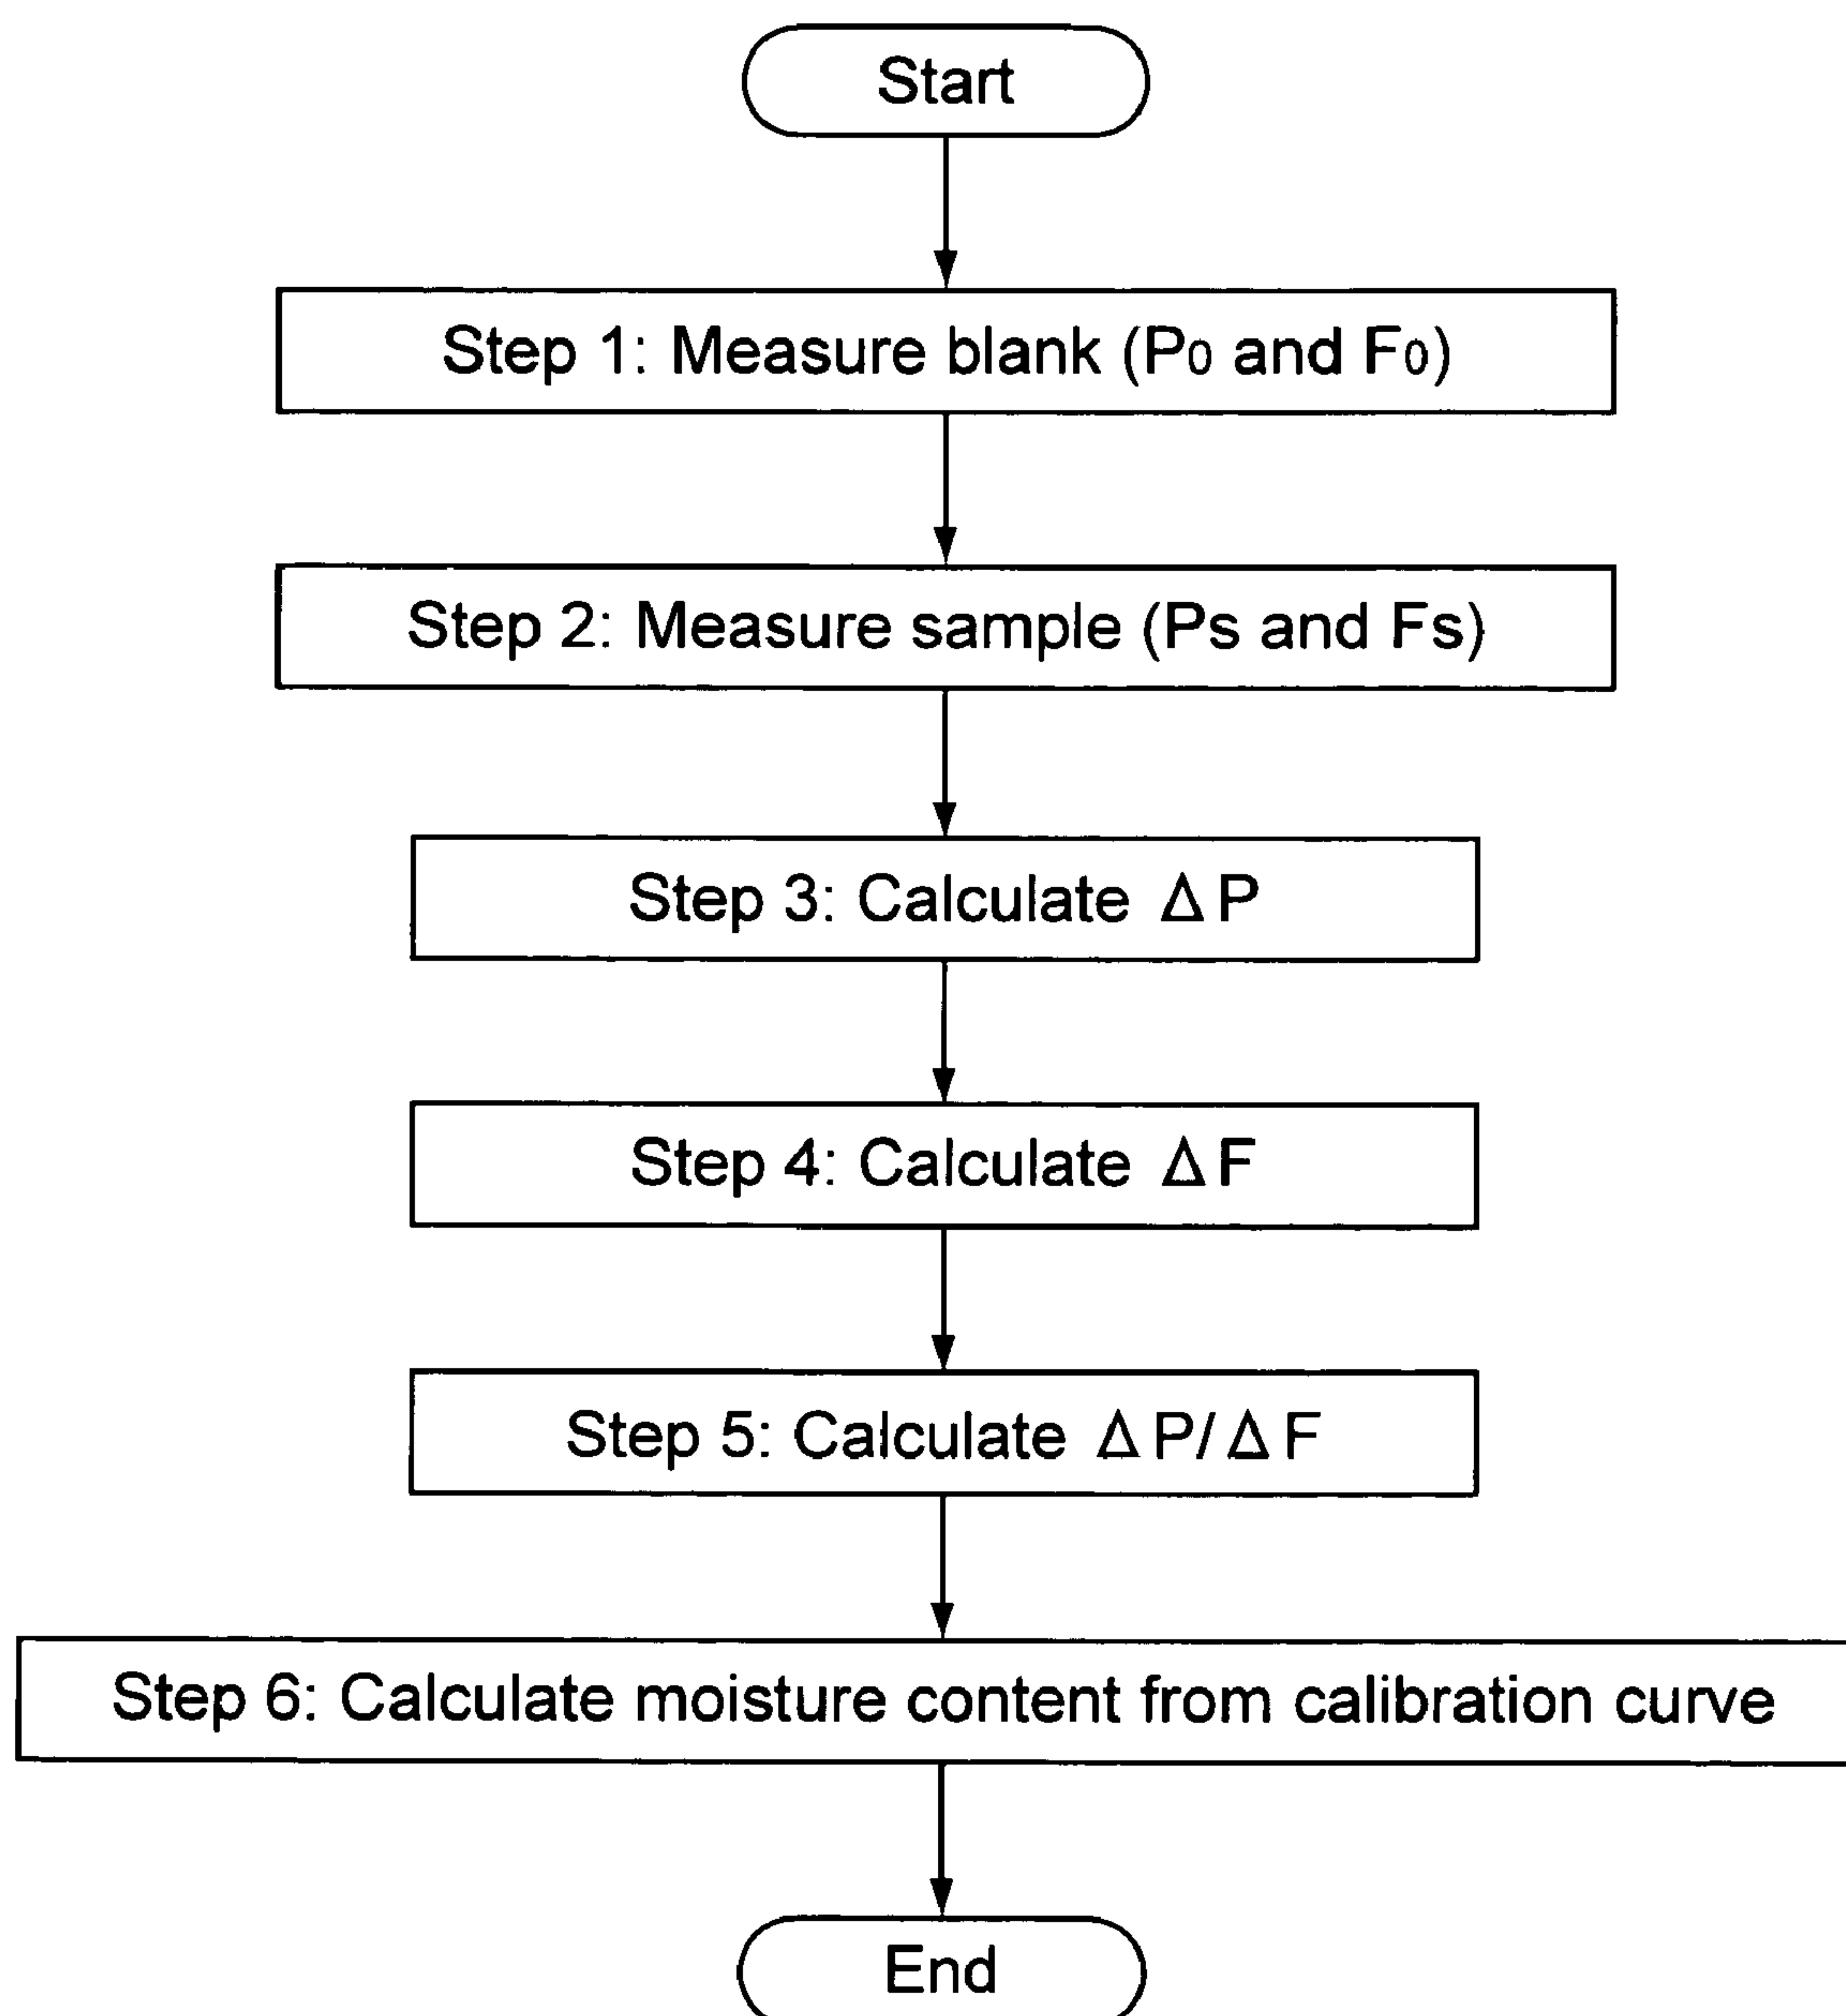 Start
Step 1: Measure blank (P0 and F0)
Step 2: Measure sample (Ps and Fs)
Step 3: Calculate ΔP
Step 4: Calculate ΔF
Step 5: Calculate ΔP/ΔF
Step 6: Calculate moisture content from calibration curve
End